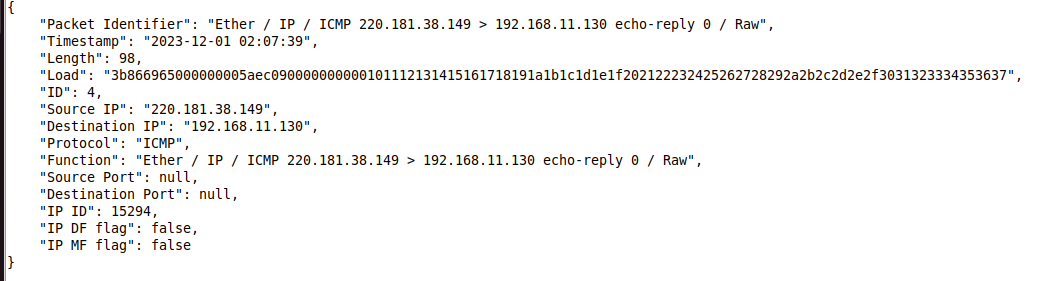 {
"Packet Identifier": "Ether / IP / ICMP 220.181.38.149 > 192.168.11.130 echo-reply 0 / Raw",
"Timestamp": "2023-12-01 02:07:39",
"Length": 98,
"Load": "3b866965000000005aec090000000000101112131415161718191a1b1c1d1e1f202122232425262728292a2b2c2d2e2f3031323334353637",
"ID": 4,
"Source IP": "220.181.38.149",
"Destination IP": "192.168.11.130",
"Protocol": "ICMP",
"Function": "Ether / IP / ICMP 220.181.38.149 > 192.168.11.130 echo-reply 0 / Raw",
"Source Port": null,
"Destination Port": null,
"IP ID": 15294,
"IP DF flag": false,
"IP MF flag": false
}